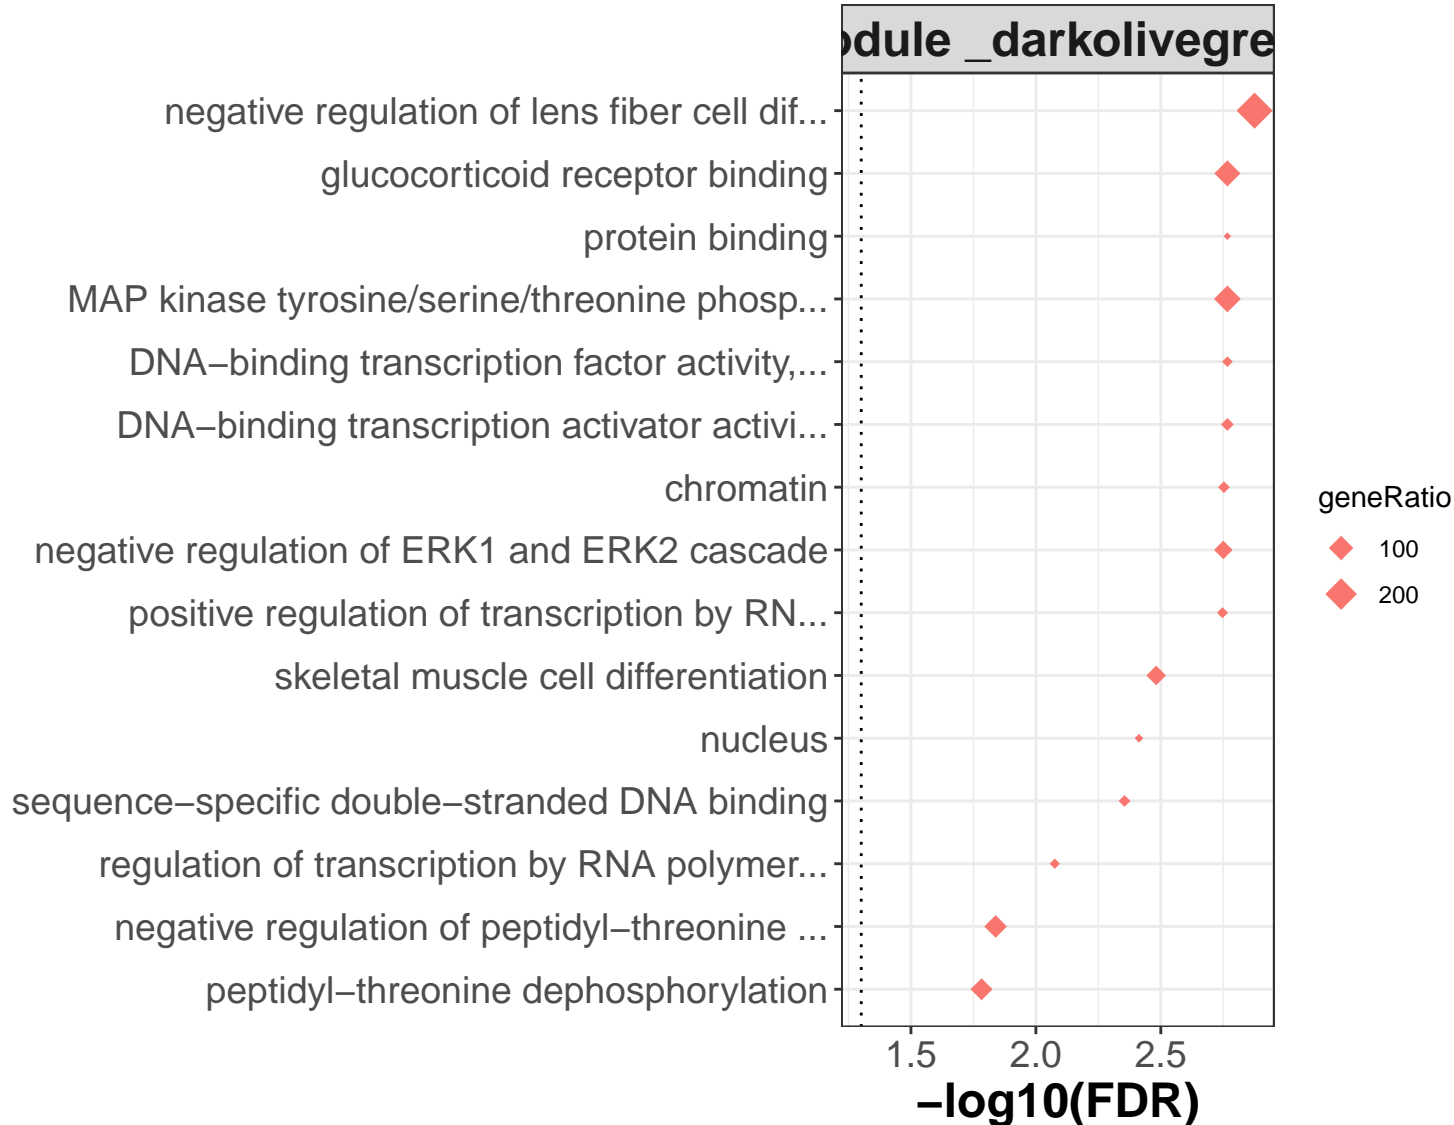 odule _darkolivegre
negative regulation of lens fiber cell dif...
glucocorticoid receptor binding
protein binding
MAP kinase tyrosine/serine/threonine phosp...
DNA−binding transcription factor activity,...
DNA−binding transcription activator activi...
chromatin
negative regulation of ERK1 and ERK2 cascade
positive regulation of transcription by RN...
skeletal muscle cell differentiation
nucleus
sequence−specific double−stranded DNA binding
regulation of transcription by RNA polymer...
negative regulation of peptidyl−threonine ...
peptidyl−threonine dephosphorylation
1.5 2.0 2.5
−log10(FDR)
geneRatio
100
200